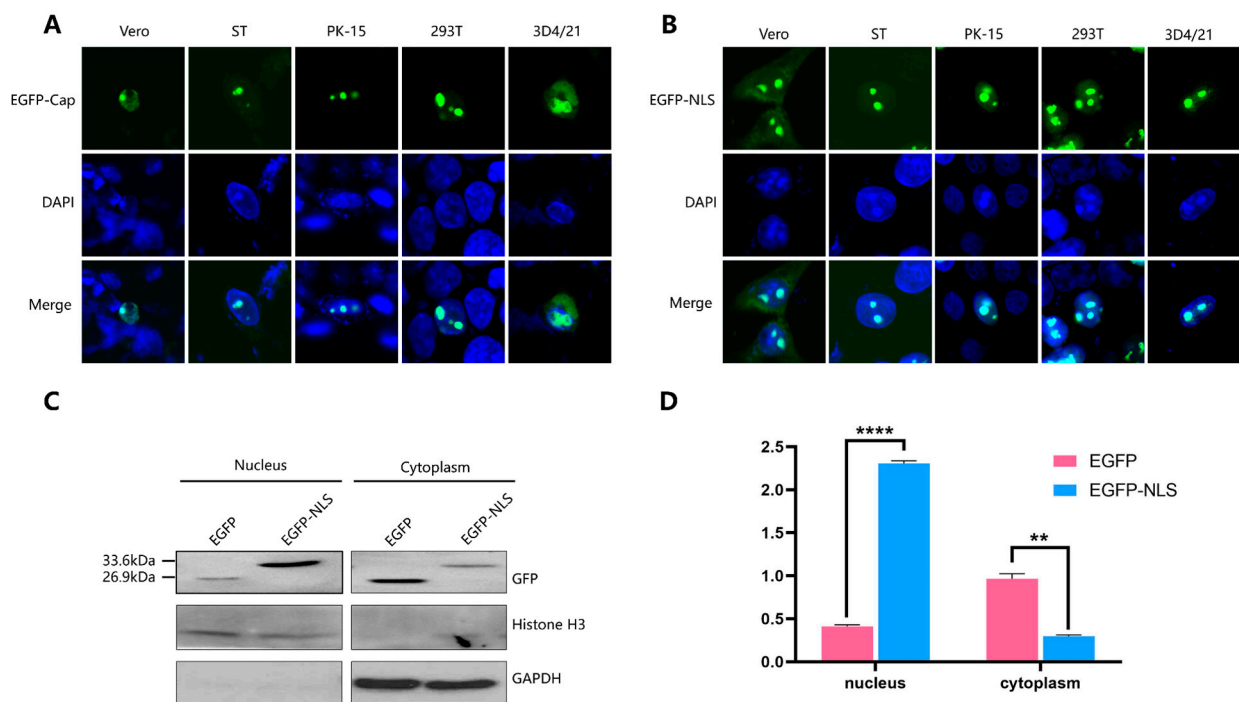 A
Vero ST PK-15 293T 3D4/21
EGFP-Cap
DAPI
Merge
B
Vero ST PK-15 293T 3D4/21
EGFP-NLS
DAPI
Merge
C
Nucleus Cytoplasm
EGFP EGFP-NLS EGFP EGFP-NLS
33.6kDa
26.9kDa
GFP
Histone H3
GAPDH
D
2.5
2.0
1.5
1.0
0.5
0.0
****
**
EGFP
EGFP-NLS
nucleus cytoplasm